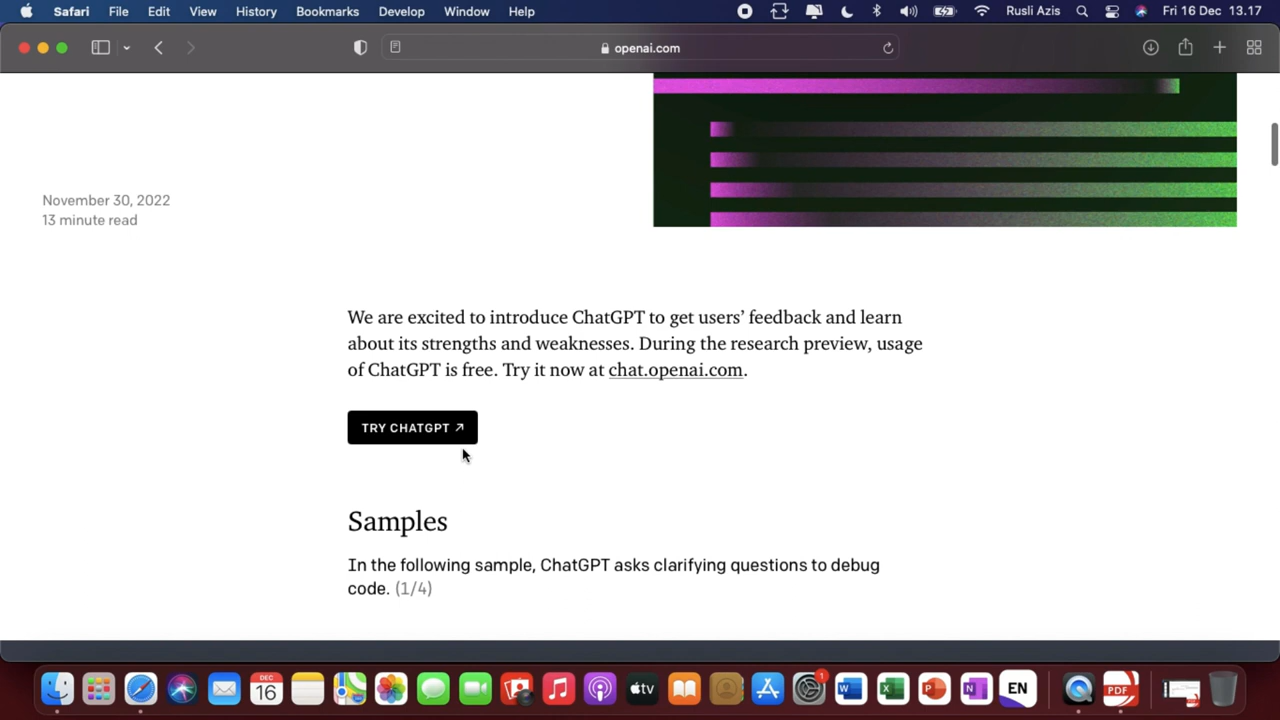 Safari File Edit View History Bookmarks Develop Window Help Rusli Azis Fri 16 Dec 13.17
openai.com
November 30, 2022
13 minute read
We are excited to introduce ChatGPT to get users’ feedback and learn
about its strengths and weaknesses. During the research preview, usage
of ChatGPT is free. Try it now at chat.openai.com.
TRY CHATGPT ↗
Samples
In the following sample, ChatGPT asks clarifying questions to debug
code. (1/4)
DEC
16
tv
1
W
X
P
N
EN
PDF